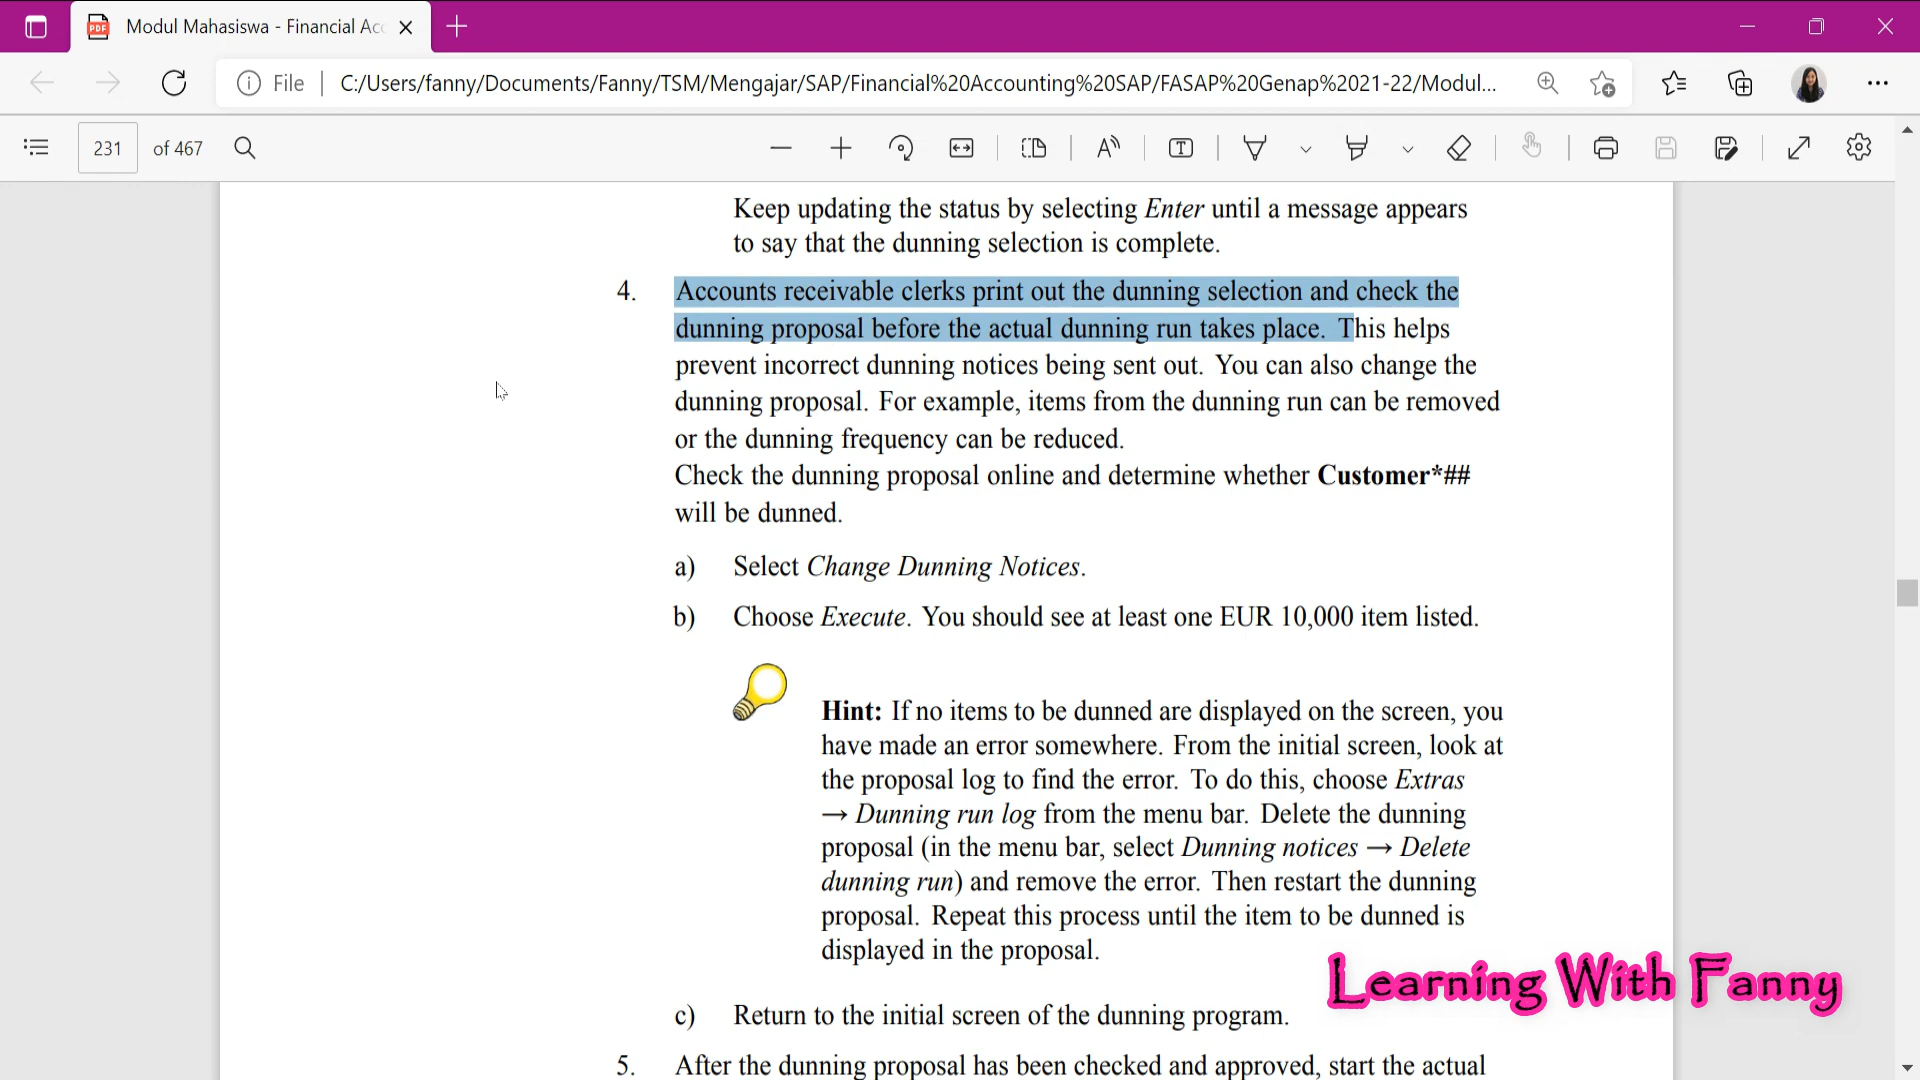 Modul Mahasiswa - Financial Acc
File
C:/Users/fanny/Documents/Fanny/TSM/Mengajar/SAP/Financial%20Accounting%20SAP/FASAP%20Genap%2021-22/Modul...
231 of 467
Keep updating the status by selecting Enter until a message appears
to say that the dunning selection is complete.
4. Accounts receivable clerks print out the dunning selection and check the
dunning proposal before the actual dunning run takes place. This helps
prevent incorrect dunning notices being sent out. You can also change the
dunning proposal. For example, items from the dunning run can be removed
or the dunning frequency can be reduced.
Check the dunning proposal online and determine whether Customer*##
will be dunned.
a) Select Change Dunning Notices.
b) Choose Execute. You should see at least one EUR 10,000 item listed.
Hint: If no items to be dunned are displayed on the screen, you
have made an error somewhere. From the initial screen, look at
the proposal log to find the error. To do this, choose Extras
→ Dunning run log from the menu bar. Delete the dunning
proposal (in the menu bar, select Dunning notices → Delete
dunning run) and remove the error. Then restart the dunning
proposal. Repeat this process until the item to be dunned is
displayed in the proposal.
Learning With Fanny
c) Return to the initial screen of the dunning program.
5. After the dunning proposal has been checked and approved, start the actual